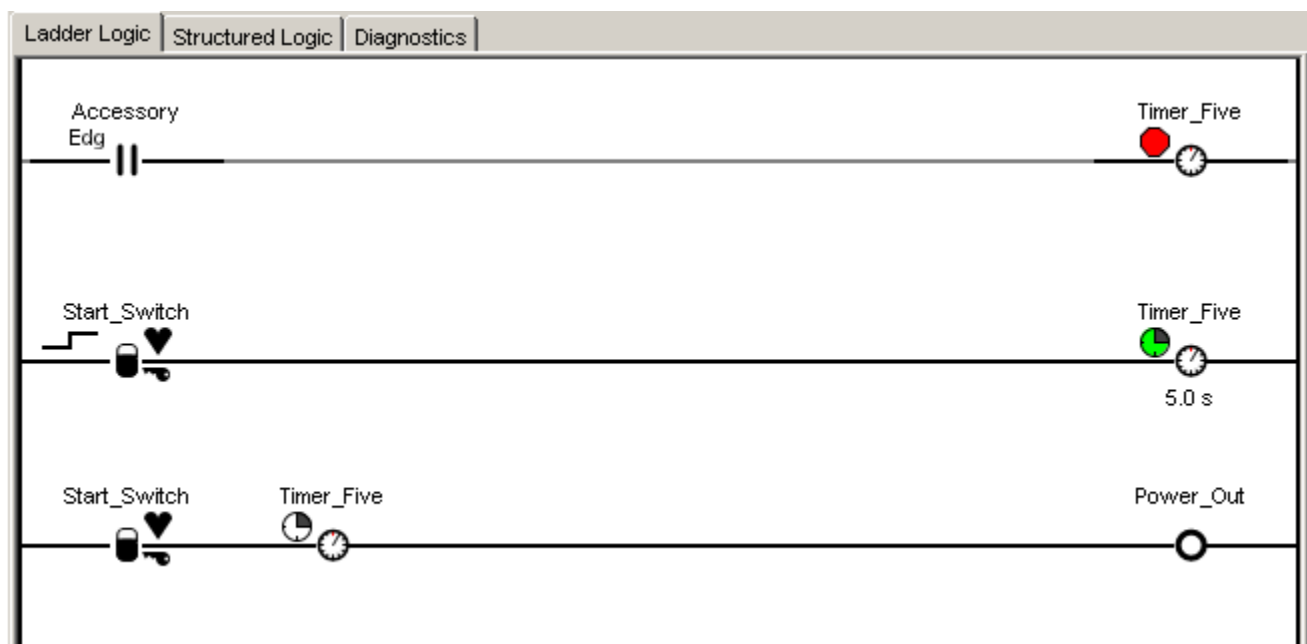 Ladder Logic Structured Logic Diagnostics
Accessory Timer_Five
Edg
Start_Switch Timer_Five
5.0 s
Start_Switch Timer_Five Power_Out